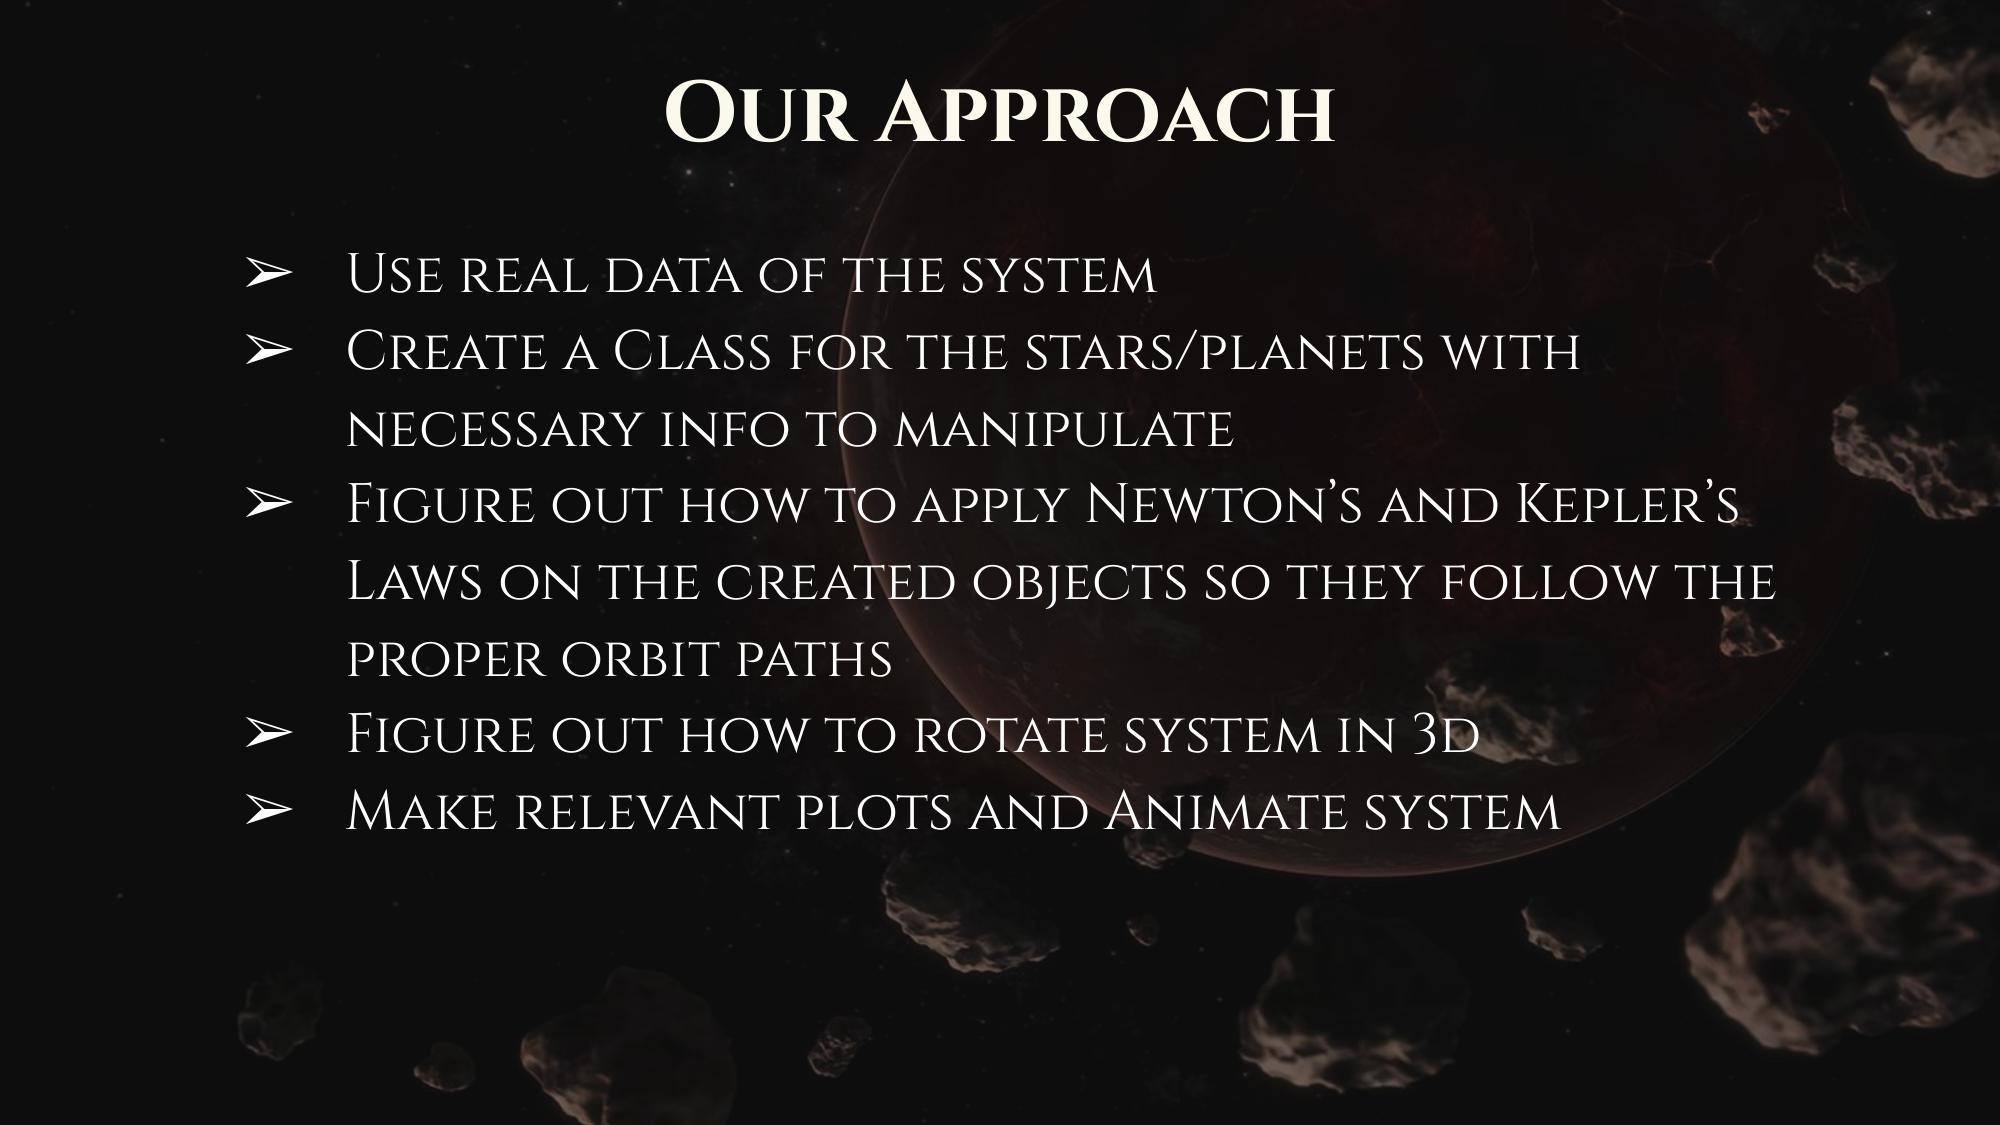 Our Approach
➢ Use real data of the system
➢ Create a Class for the stars/planets with
necessary info to manipulate
➢ Figure out how to apply Newton’s and Kepler’s
Laws on the created objects so they follow the
proper orbit paths
➢ Figure out how to rotate system in 3d
➢ Make relevant plots and Animate system